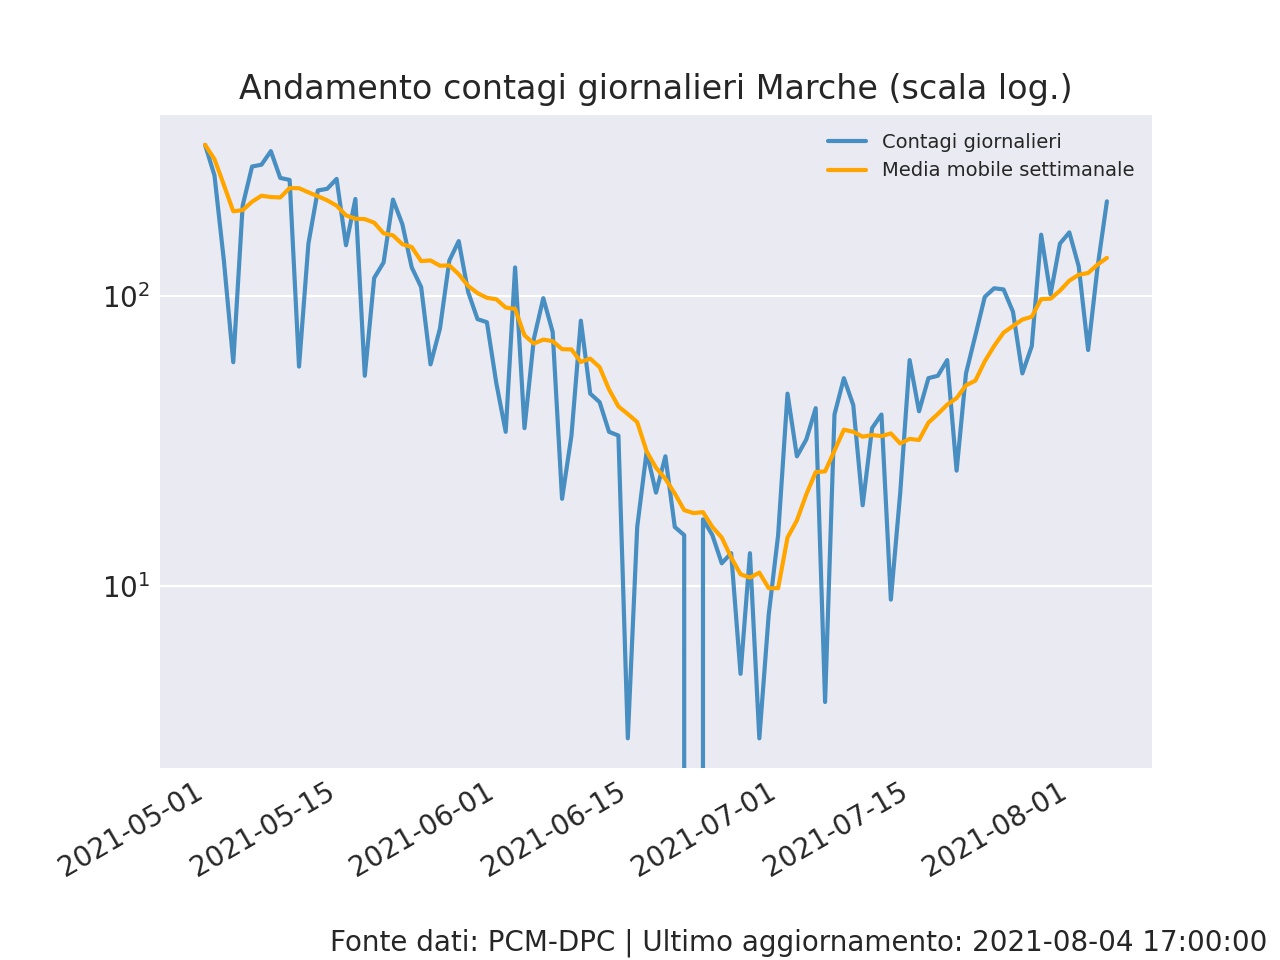 Andamento contagi giornalieri Marche (scala log.)
Contagi giornalieri
Media mobile settimanale
10²
10¹
2021-05-01
2021-05-15
2021-06-01
2021-06-15
2021-07-01
2021-07-15
2021-08-01
Fonte dati: PCM-DPC | Ultimo aggiornamento: 2021-08-04 17:00:00